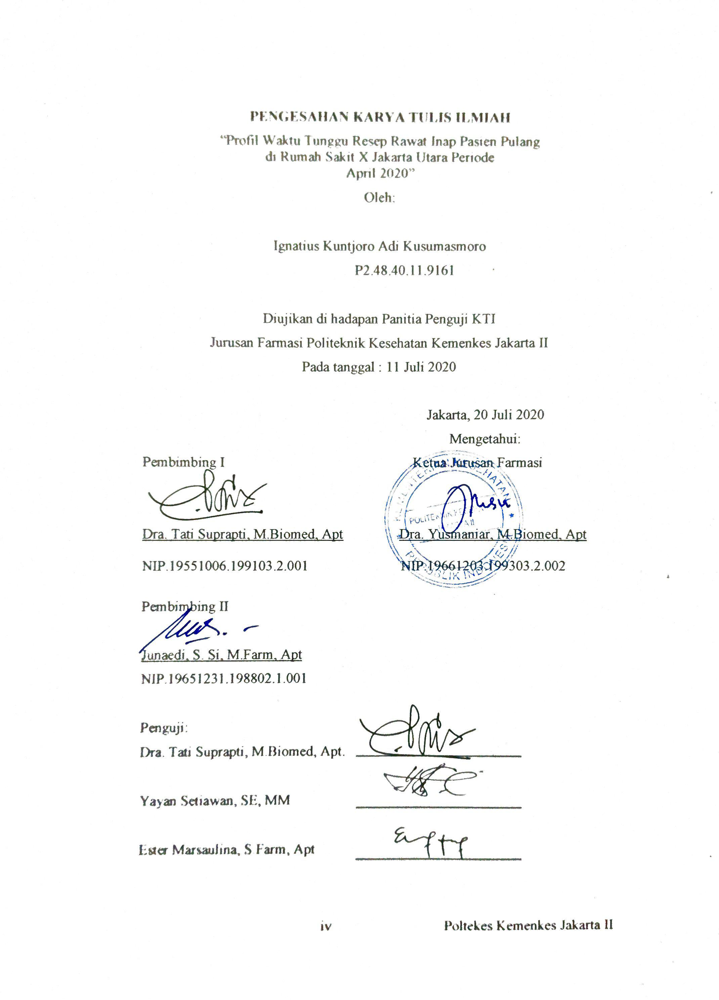 PENGESAHAN KARYA TULIS ILMIAH
“Profil Waktu Tunggu Resep Rawat Inap Pasien Pulang
di Rumah Sakit X Jakarta Utara Periode
April 2020”
Oleh:
Ignatius Kuntjoro Adi Kusumasmoro
P2.48.40.11.9161
Diujikan di hadapan Panitia Penguji KTI
Jurusan Farmasi Politeknik Kesehatan Kemenkes Jakarta II
Pada tanggal : 11 Juli 2020
Jakarta, 20 Juli 2020
Mengetahui:
Pembimbing I
Ketua Jurusan Farmasi
KEMENTERIAN KESEHATAN
POLITEKNIK
REPUBLIK INDONESIA
Dra. Tati Suprapti, M.Biomed, Apt
Dra. Yusmaniar, M.Biomed, Apt
NIP.19551006.199103.2.001
NIP.19661203.199303.2.002
Pembimbing II
Junaedi, S. Si, M.Farm, Apt
NIP.19651231.198802.1.001
Penguji:
Dra. Tati Suprapti, M.Biomed, Apt.
Yayan Setiawan, SE, MM
Ester Marsaulina, S Farm, Apt
iv
Poltekes Kemenkes Jakarta II